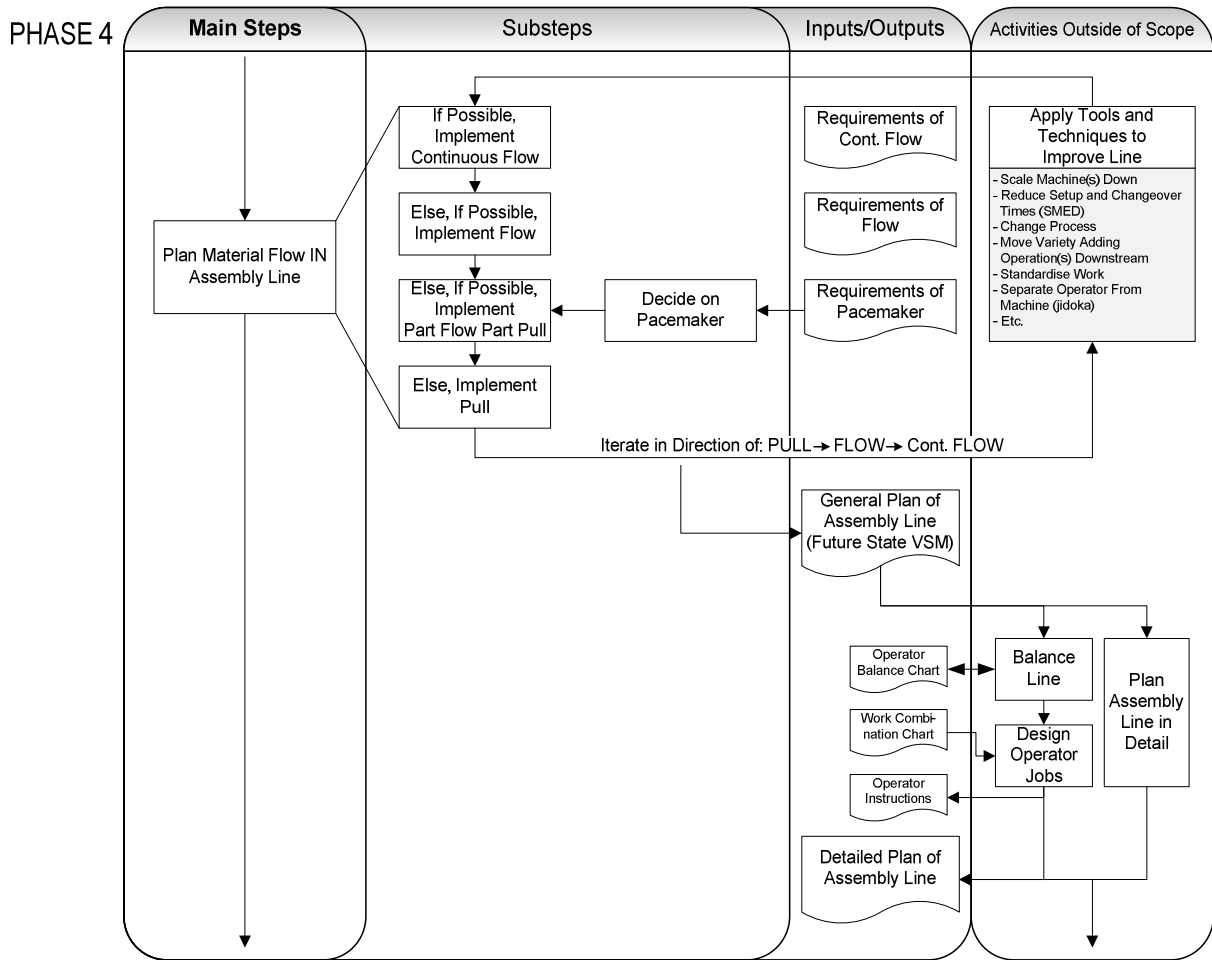 PHASE 4
Main Steps
Substeps
Inputs/Outputs
Activities Outside of Scope
Plan Material Flow IN
Assembly Line
If Possible,
Implement
Continuous Flow
Else, If Possible,
Implement Flow
Else, If Possible,
Implement
Part Flow Part Pull
Else, Implement
Pull
Decide on
Pacemaker
Requirements of
Cont. Flow
Requirements of
Flow
Requirements of
Pacemaker
Apply Tools and
Techniques to
Improve Line
- Scale Machine(s) Down
- Reduce Setup and Changeover
Times (SMED)
- Change Process
- Move Variety Adding
Operation(s) Downstream
- Standardise Work
- Separate Operator From
Machine (jidoka)
- Etc.
Iterate in Direction of: PULL → FLOW → Cont. FLOW
General Plan of
Assembly Line
(Future State VSM)
Operator
Balance Chart
Balance
Line
Plan
Assembly
Line in
Detail
Work Combi-
nation Chart
Design
Operator
Jobs
Operator
Instructions
Detailed Plan of
Assembly Line